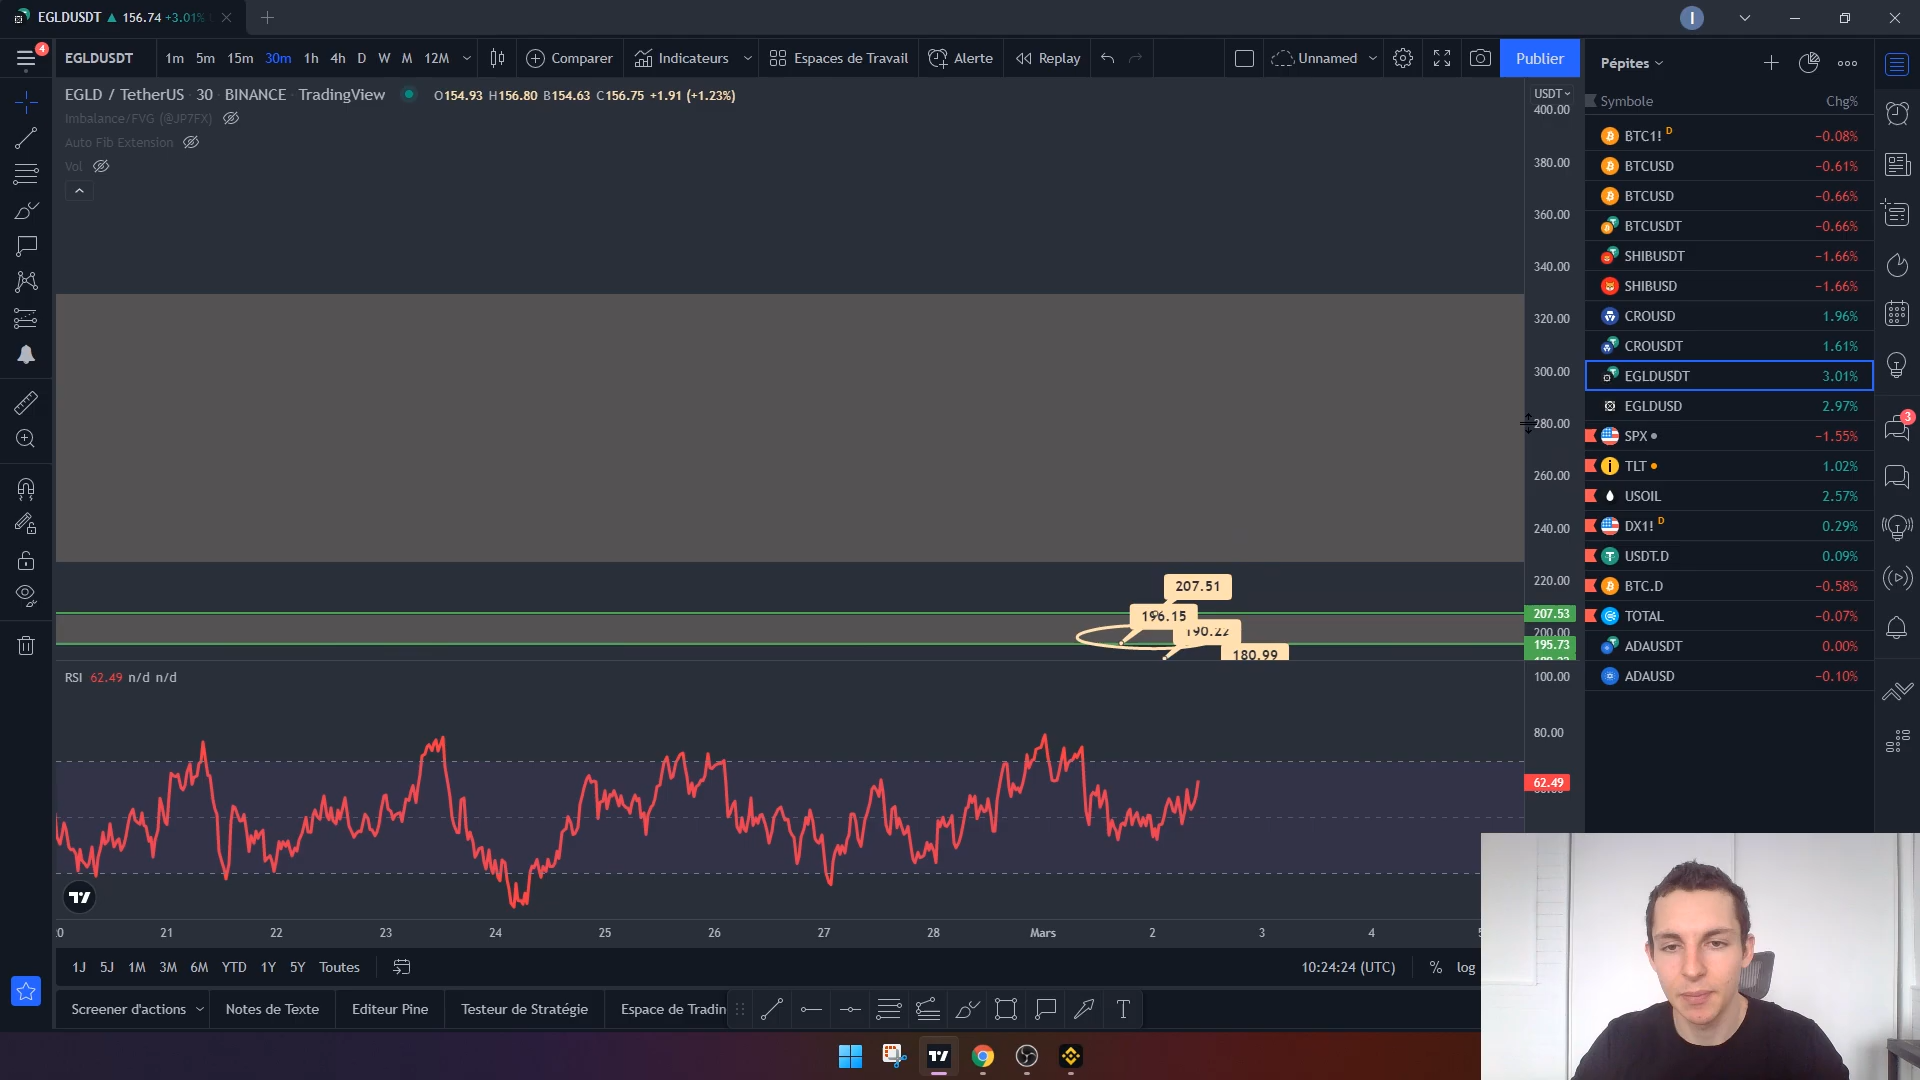 EGLDUSDT ▲ 156.74 +3.01%
I
4
EGLDUSDT 1m 5m 15m 30m 1h 4h D W M 12M Comparer Indicateurs Espaces de Travail Alerte Replay Unnamed Publier
EGLD / TetherUS · 30 · BINANCE · TradingView O154.93 H156.80 B154.63 C156.75 +1.91 (+1.23%)
Imbalance/FVG (@JP7FX)
Auto Fib Extension
Vol
USDT
400.00
380.00
360.00
340.00
320.00
300.00
280.00
260.00
240.00
220.00
207.53
200.00
195.73
207.51
196.15
190.22
180.99
RSI 62.49 n/d n/d
100.00
80.00
62.49
21 22 23 24 25 26 27 28 Mars 2 3 4
1J 5J 1M 3M 6M YTD 1Y 5Y Toutes 10:24:24 (UTC) % log
Screener d'actions Notes de Texte Editeur Pine Testeur de Stratégie Espace de Tradin
Pépites
Symbole Chg%
BTC1! D −0.08%
BTCUSD −0.61%
BTCUSD −0.66%
BTCUSDT −0.66%
SHIBUSDT −1.66%
SHIBUSD −1.66%
CROUSD 1.96%
CROUSDT 1.61%
EGLDUSDT 3.01%
EGLDUSD 2.97%
SPX −1.55%
TLT 1.02%
USOIL 2.57%
DX1! D 0.29%
USDT.D 0.09%
BTC.D −0.58%
TOTAL −0.07%
ADAUSDT 0.00%
ADAUSD −0.10%
3